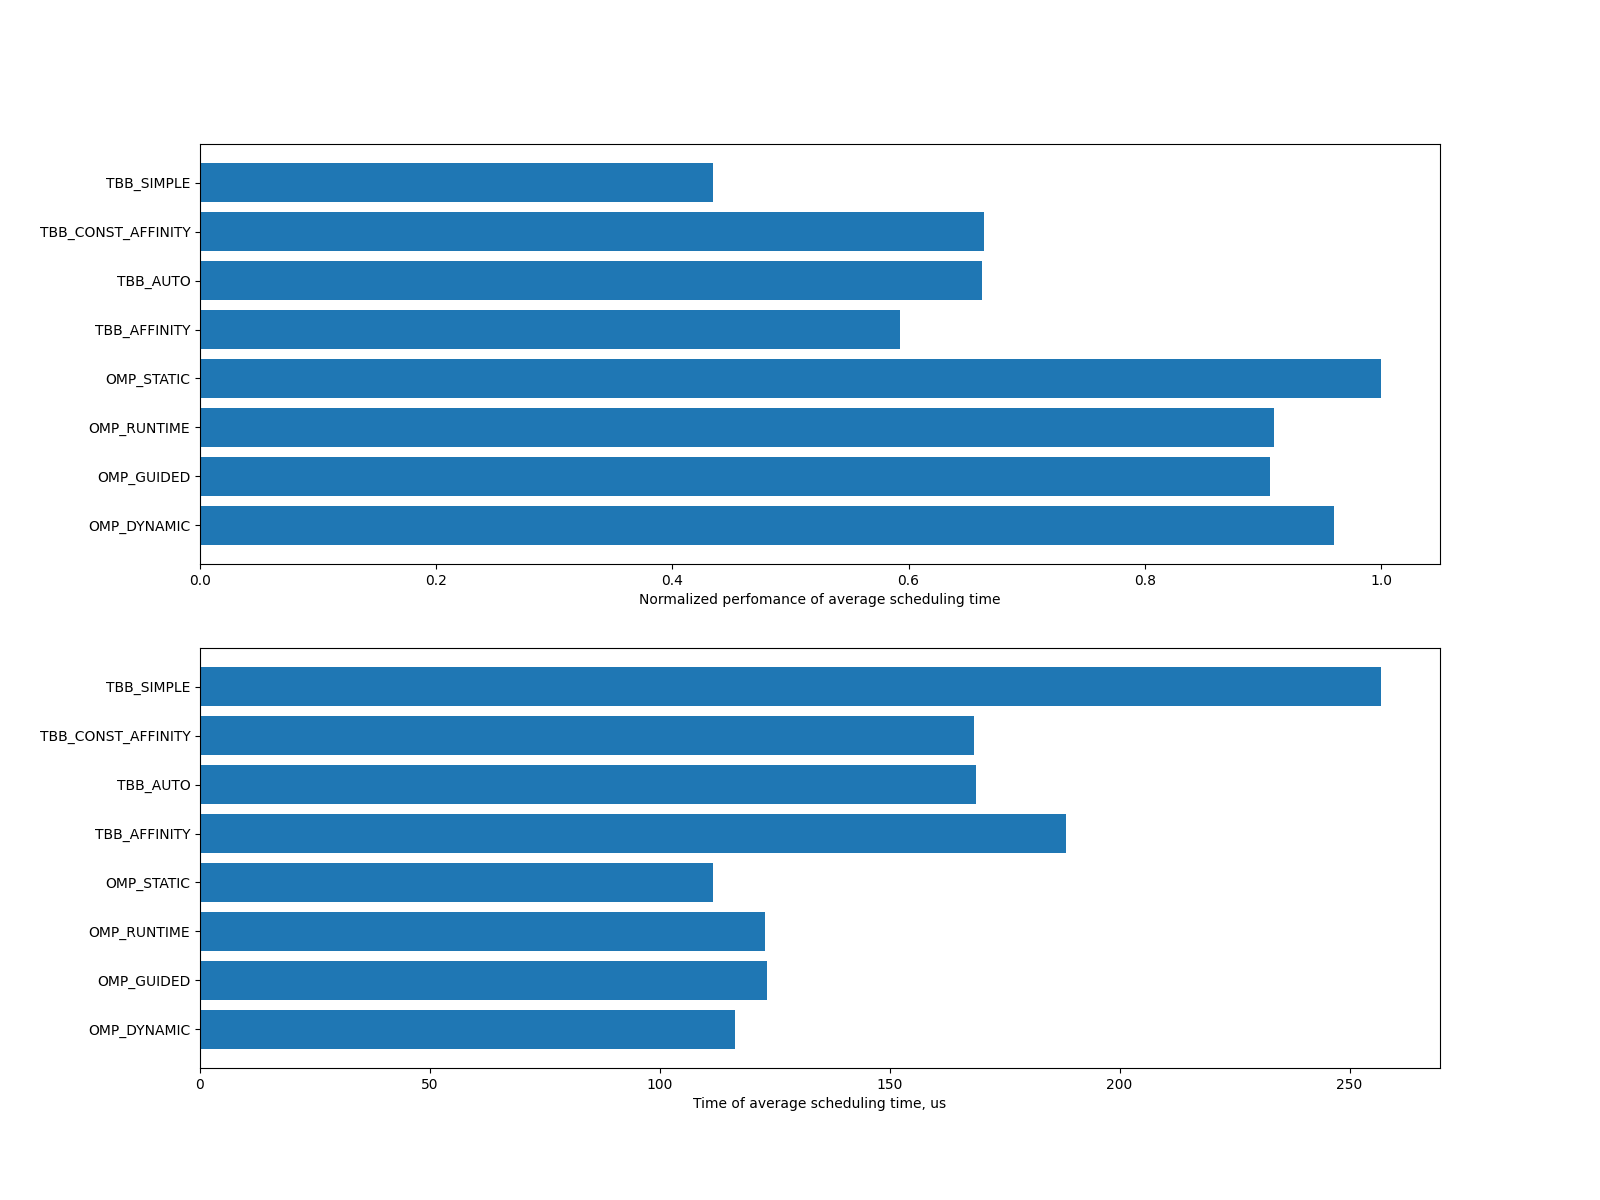 TBB_SIMPLE
TBB_CONST_AFFINITY
TBB_AUTO
TBB_AFFINITY
OMP_STATIC
OMP_RUNTIME
OMP_GUIDED
OMP_DYNAMIC
0.0 0.2 0.4 0.6 0.8 1.0
Normalized perfomance of average scheduling time
TBB_SIMPLE
TBB_CONST_AFFINITY
TBB_AUTO
TBB_AFFINITY
OMP_STATIC
OMP_RUNTIME
OMP_GUIDED
OMP_DYNAMIC
0 50 100 150 200 250
Time of average scheduling time, us